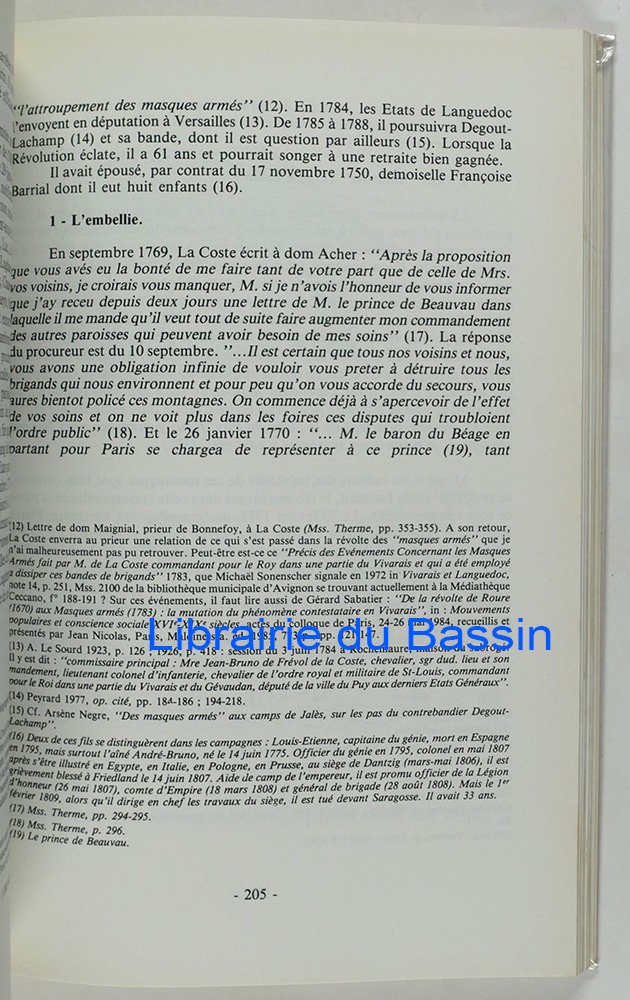 "l'attroupement des masques armés" (12). En 1784, les Etats de Languedoc
l'envoyent en députation à Versailles (13). De 1785 à 1788, il poursuivra Degout-
Lachamp (14) et sa bande, dont il est question par ailleurs (15). Lorsque la
Révolution éclate, il a 61 ans et pourrait songer à une retraite bien gagnée.
Il avait épousé, par contrat du 17 novembre 1750, demoiselle Françoise
Barrial dont il eut huit enfants (16).
1 - L'embellie.
En septembre 1769, La Coste écrit à dom Acher : "Après la proposition
que vous avés eu la bonté de me faire tant de votre part que de celle de Mrs.
vos voisins, je croirais vous manquer, M. si je n'avois l'honneur de vous informer
que j'ay receu depuis deux jours une lettre de M. le prince de Beauvau dans
laquelle il me mande qu'il veut tout de suite faire augmenter mon commandement
des autres paroisses qui peuvent avoir besoin de mes soins" (17). La réponse
du procureur est du 10 septembre. "...Il est certain que tous nos voisins et nous,
vous avons une obligation infinie de vouloir vous preter à détruire tous les
brigands qui nous environnent et pour peu qu'on vous accorde du secours, vous
aures bientot policé ces montagnes. On commence déjà à s'apercevoir de l'effet
de vos soins et on ne voit plus dans les foires ces disputes qui troubloient
l'ordre public" (18). Et le 26 janvier 1770 : "... M. le baron du Béage en
partant pour Paris se chargea de représenter à ce prince (19), tant
(12) Lettre de dom Maignial, prieur de Bonnefoy, à La Coste (Mss. Therme, pp. 353-355). A son retour,
La Coste enverra au prieure une relation de ce qui s'est passé dans la révolte des "masques armés" que je
n'ai malheureusement pas pu retrouver. Peut-être est-ce ce "Précis des Evénements Concernant les Masques
Armés fait par M. de La Coste commandant pour le Roy dans une partie du Vivarais et qui a été employé
a dissiper ces bandes de brigands" 1783, que Michaël Sonenscher signale en 1972 in Vivarais et Languedoc,
note 14, p. 251, Mss. 2100 de la bibliothèque municipale d'Avignon se trouvant actuellement à la Médiathèque
Ceccano, f° 188-191 ? Sur ces événements, il faut lire aussi de Gérard Sabatier : "De la révolte de Roure
(1670) aux Masques armés (1783) : la mutation du phénomène contestataire en Vivarais", in : Mouvements
populaires et conscience sociale XVIe-XIXe siècles, actes du colloque de Paris, 24-26 mai 1984, recueillis et
présentés par Jean Nicolas, Paris, pp.
Librairie du Bassin
(13) A. Le Sourd 1923, p. 126 ; 1926, p. 418 : session du 3 juin 1784 à Rochemaure,
Il y est dit : "commissaire principal : Mre Jean-Bruno de Frévol de la Coste, chevalier, sgr dud. lieu et son
mandement, lieutenant colonel d'infanterie, chevalier de l'ordre royal et militaire de St-Louis, commandant
pour le Roi dans une partie du Vivarais et du Gévaudan, député de la ville du Puy aux derniers Etats Généraux".
(14) Peyrard 1977, op. cité, pp. 184-186 ; 194-218.
(15) Cf. Arsène Negre, "Des masques armés" aux camps de Jalès, sur les pas du contrebandier Degout-
Lachamp".
(16) Deux de ces fils se distinguèrent dans les campagnes : Louis-Etienne, capitaine du génie, mort en Espagne
en 1795, mais surtout l'aîné André-Bruno, né le 14 juin 1775. Officier du génie en 1795, colonel en mai 1807
après s'être illustré en Egypte, en Italie, en Pologne, en Prusse, au siège de Dantzig (mars-mai 1806), il est
grièvement blessé à Friedland le 14 juin 1807. Aide de camp de l'empereur, il est promu officier de la Légion
d'honneur (26 mai 1807), comte d'Empire (18 mars 1808) et général de brigade (28 août 1808). Mais le 1er
février 1809, alors qu'il dirige en chef les travaux du siège, il est tué devant Saragosse. Il avait 33 ans.
(17) Mss. Therme, pp. 294-295.
(18) Mss. Therme, p. 296.
(19) Le prince de Beauvau.
- 205 -